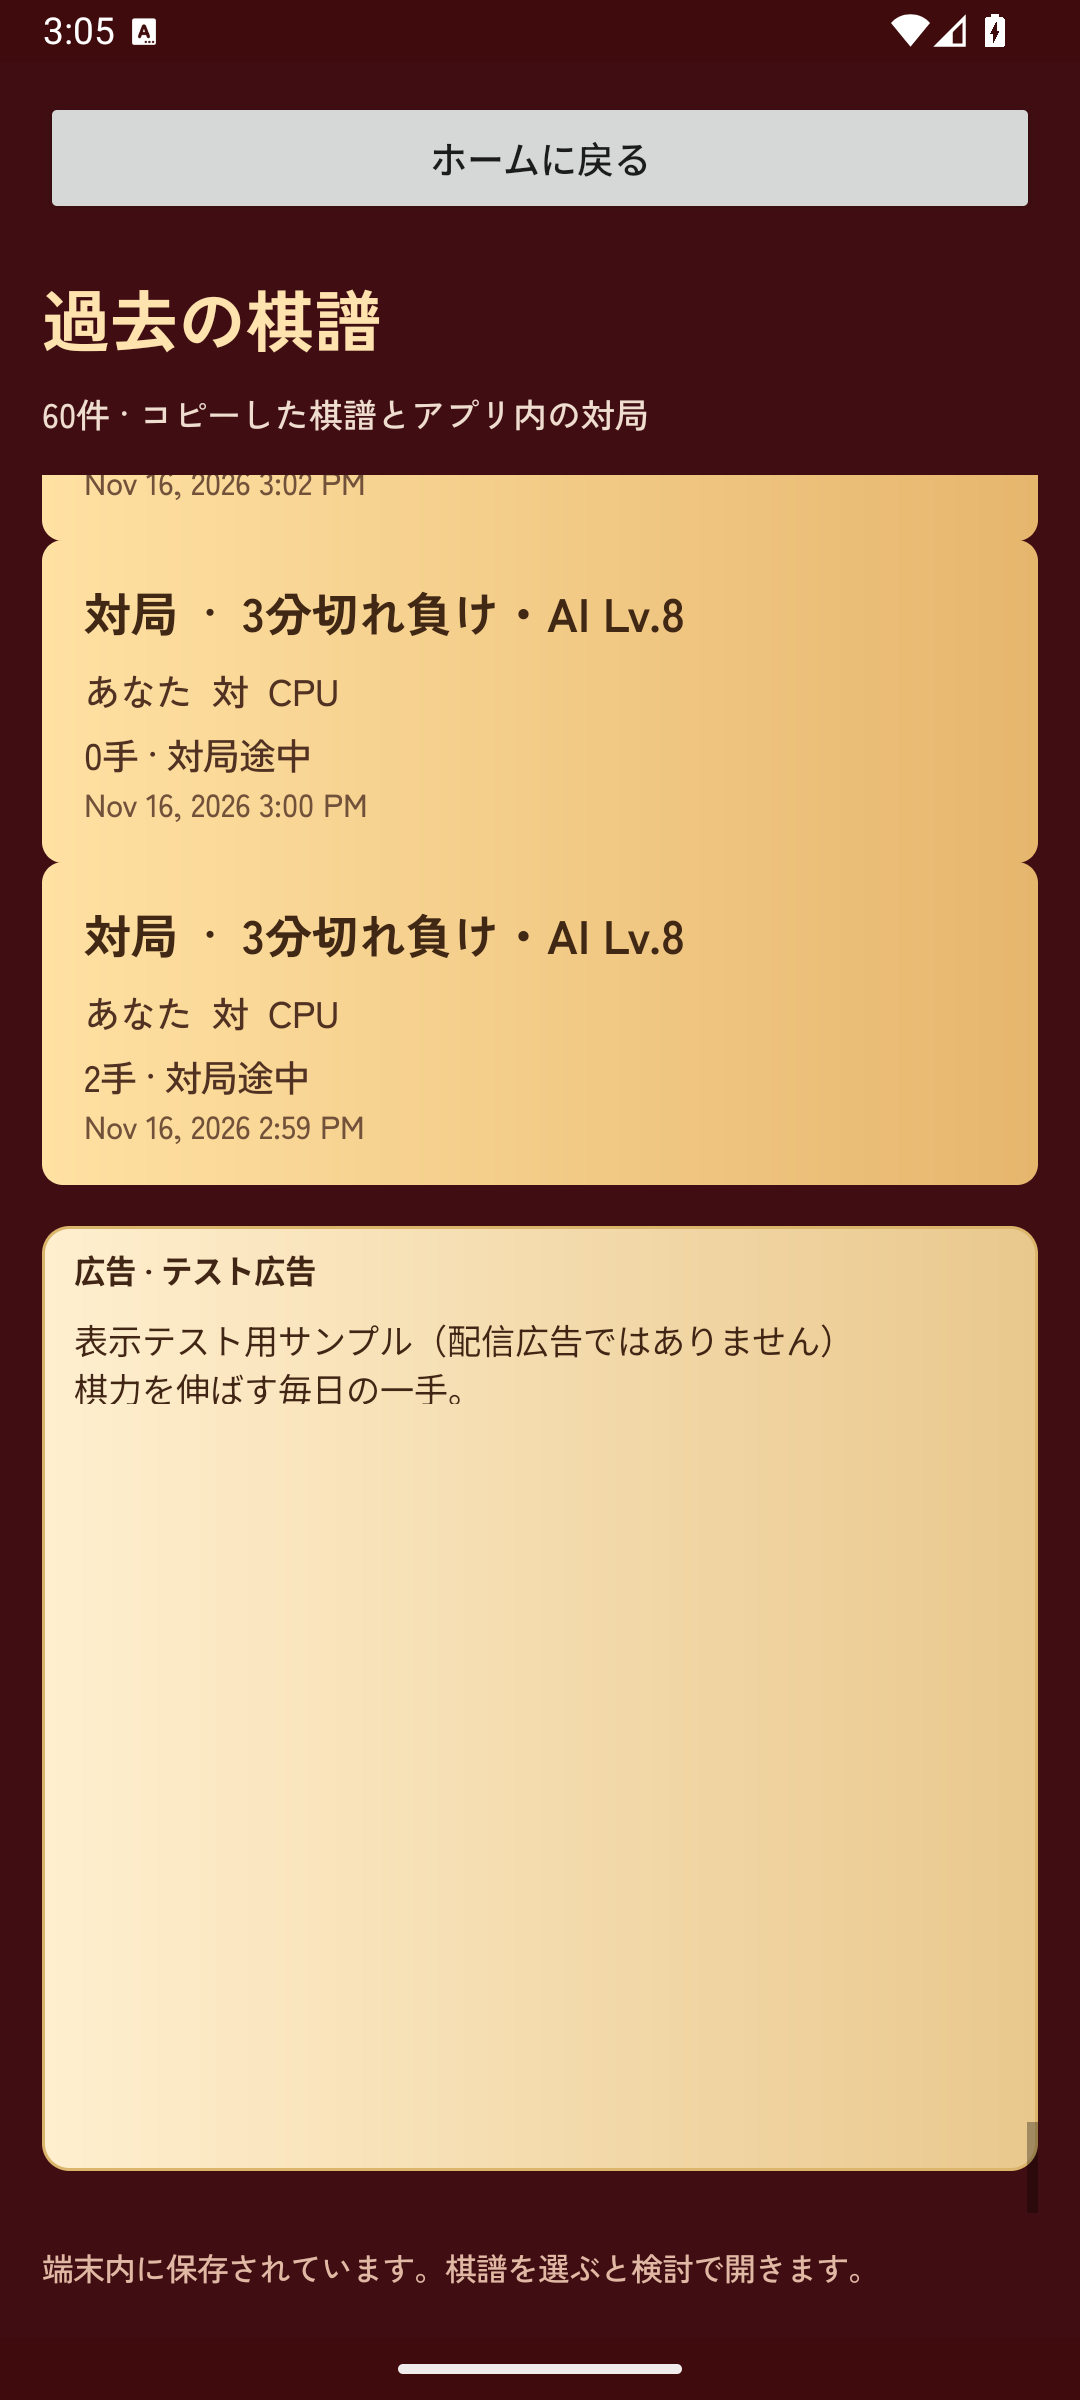 3:05
ホームに戻る
過去の棋譜
60件・コピーした棋譜とアプリ内の対局
Nov 16, 2026 3:02 PM
対局 ・ 3分切れ負け・AI Lv.8
あなた 対 CPU
0手・対局途中
Nov 16, 2026 3:00 PM
対局 ・ 3分切れ負け・AI Lv.8
あなた 対 CPU
2手・対局途中
Nov 16, 2026 2:59 PM
広告・テスト広告
表示テスト用サンプル（配信広告ではありません）
棋力を伸ばす毎日の一手。
端末内に保存されています。棋譜を選ぶと検討で開きます。